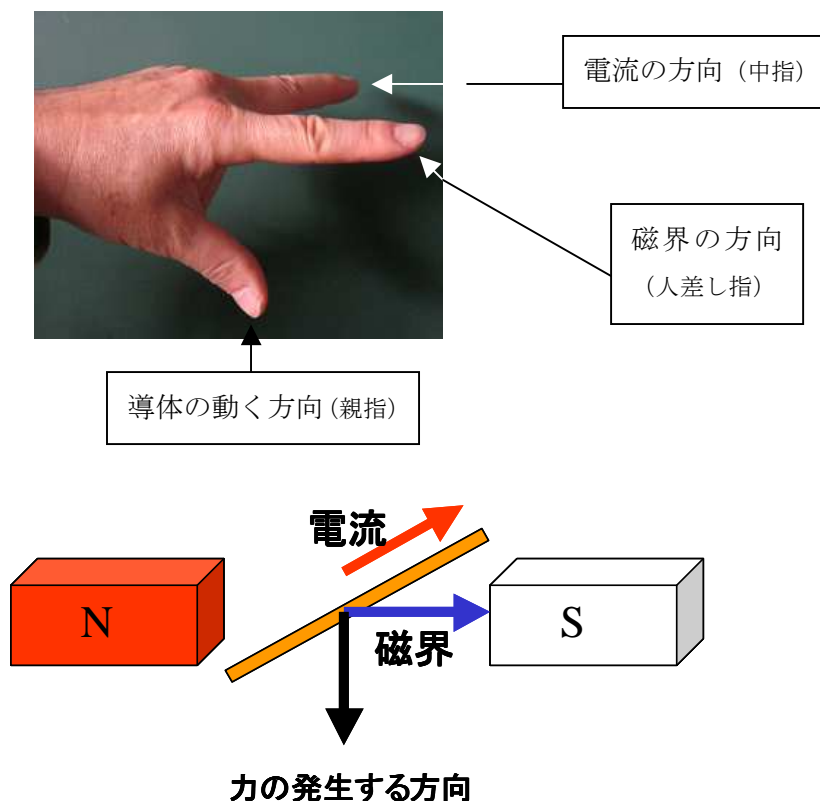 電流の方向（中指）
磁界の方向
（人差し指）
導体の動く方向（親指）
電流
N
S
磁界
力の発生する方向